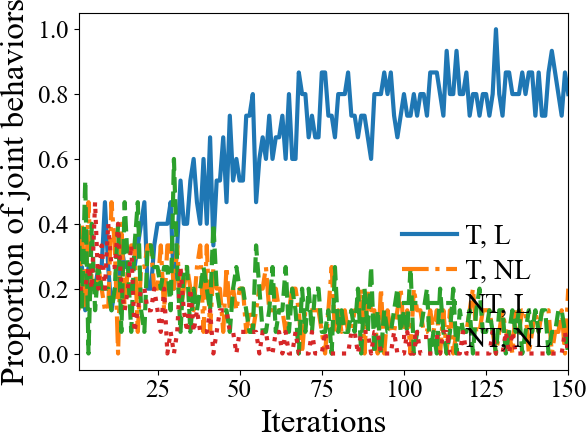 Proportion of joint behaviors
1.0
0.8
0.6
0.4
0.2
0.0
T, L
T, NL
NT, L
NT, NL
25
50
75
100
125
150
Iterations